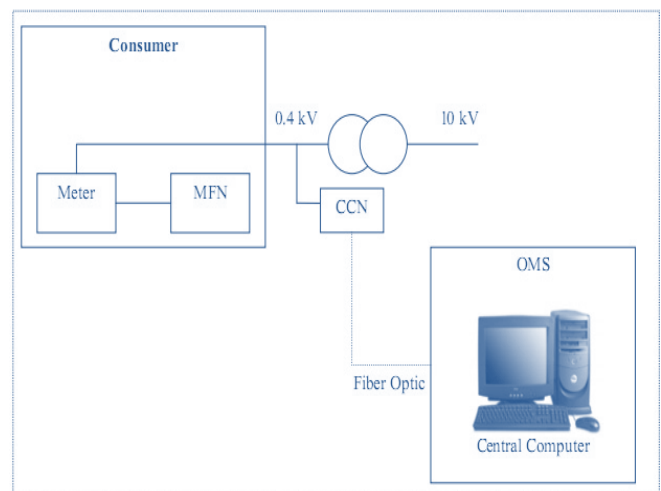 Consumer
0.4 kV
10 kV
Meter
MFN
CCN
OMS
Fiber Optic
Central Computer